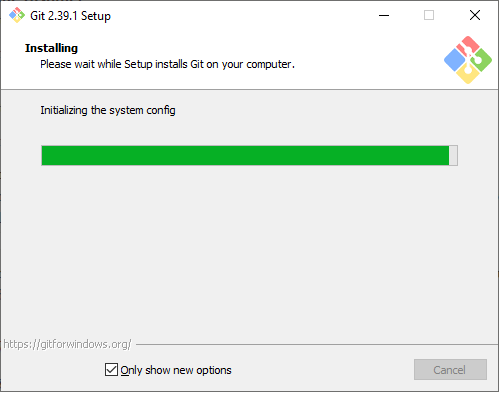 Git 2.39.1 Setup
Installing
Please wait while Setup installs Git on your computer.
Initializing the system config
https://gitforwindows.org/
Only show new options
Cancel